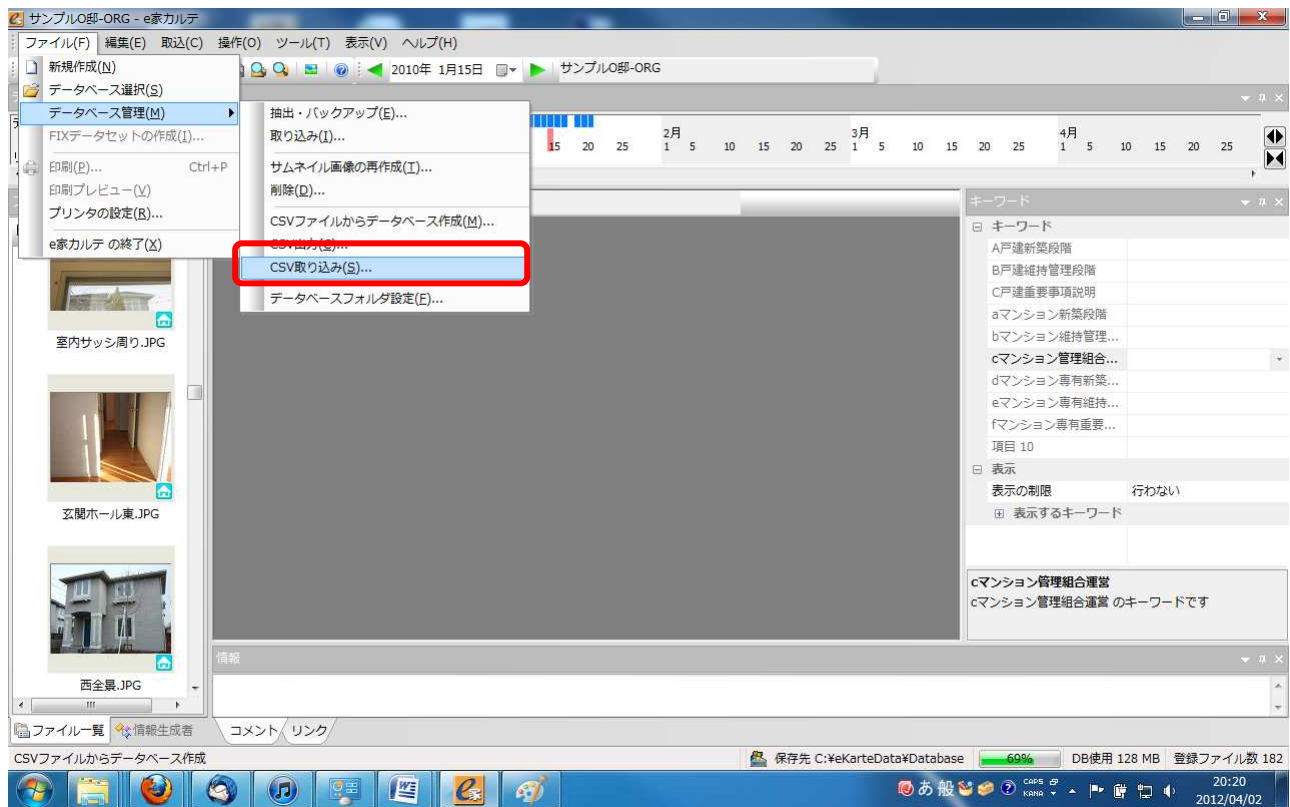 サンプルO邸-ORG - e家カルテ
ファイル(F) 編集(E) 取込(C) 操作(O) ツール(T) 表示(V) ヘルプ(H)
2010年 1月15日 サンプルO邸-ORG
新規作成(N)
データベース選択(S)
データベース管理(M)
FIXデータセットの作成(I)...
印刷(P)... Ctrl+P
印刷プレビュー(V)
プリンタの設定(R)...
e家カルテ の終了(X)
抽出・バックアップ(E)...
取り込み(I)...
サムネイル画像の再作成(T)...
削除(D)...
CSVファイルからデータベース作成(M)...
CSV出力(C)...
CSV取り込み(S)...
データベースフォルダ設定(F)...
2月 3月 4月
15 20 25 1 5 10 15 20 25 1 5 10 15 20 25 1 5 10 15 20 25
室内サッシ周り.JPG
玄関ホール東.JPG
西全景.JPG
キーワード
キーワード
A戸建新築段階
B戸建維持管理段階
C戸建重要事項説明
aマンション新築段階
bマンション維持管理...
cマンション管理組合...
dマンション専有新築...
eマンション専有維持...
fマンション専有重要...
項目 10
表示
表示の制限 行わない
表示するキーワード
cマンション管理組合運営
cマンション管理組合運営 のキーワードです
情報
ファイル一覧 情報生成者 コメント リンク
CSVファイルからデータベース作成 保存先 C:¥eKarteData¥Database 69% DB使用 128 MB 登録ファイル数 182
あ 般 CAPS KANA 20:20
2012/04/02